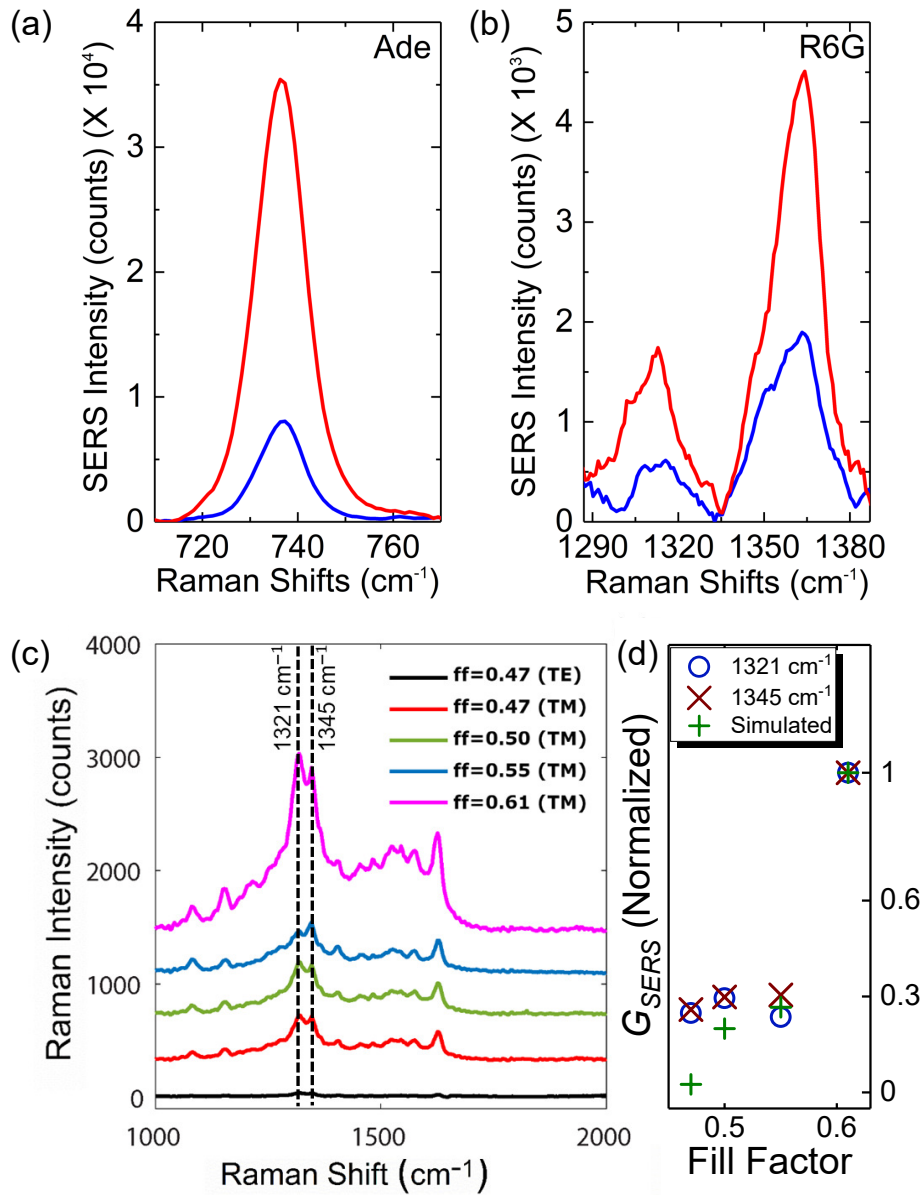 (a)
Ade
SERS Intensity (counts) (X 10⁴)
4
3
2
1
0
720
740
760
Raman Shifts (cm⁻¹)
(b)
R6G
SERS Intensity (counts) (X 10³)
5
4
3
2
1
0
1290
1320
1350
1380
Raman Shifts (cm⁻¹)
(c)
Raman Intensity (counts)
4000
3000
2000
1000
0
1321 cm⁻¹
1345 cm⁻¹
ff=0.47 (TE)
ff=0.47 (TM)
ff=0.50 (TM)
ff=0.55 (TM)
ff=0.61 (TM)
1000
1500
2000
Raman Shift (cm⁻¹)
(d)
1321 cm⁻¹
1345 cm⁻¹
Simulated
G_SERS (Normalized)
1
0.6
0.3
0
0.5
0.6
Fill Factor